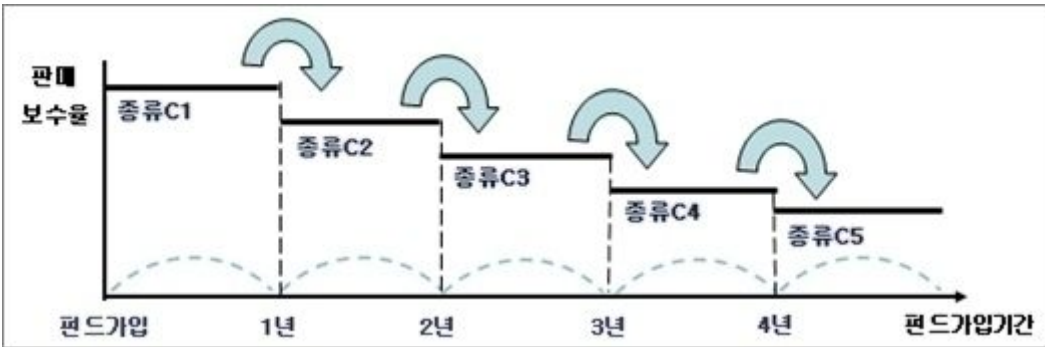 판매
보수율
종류C1
종류C2
종류C3
종류C4
종류C5
펀드가입
1년
2년
3년
4년
펀드가입기간